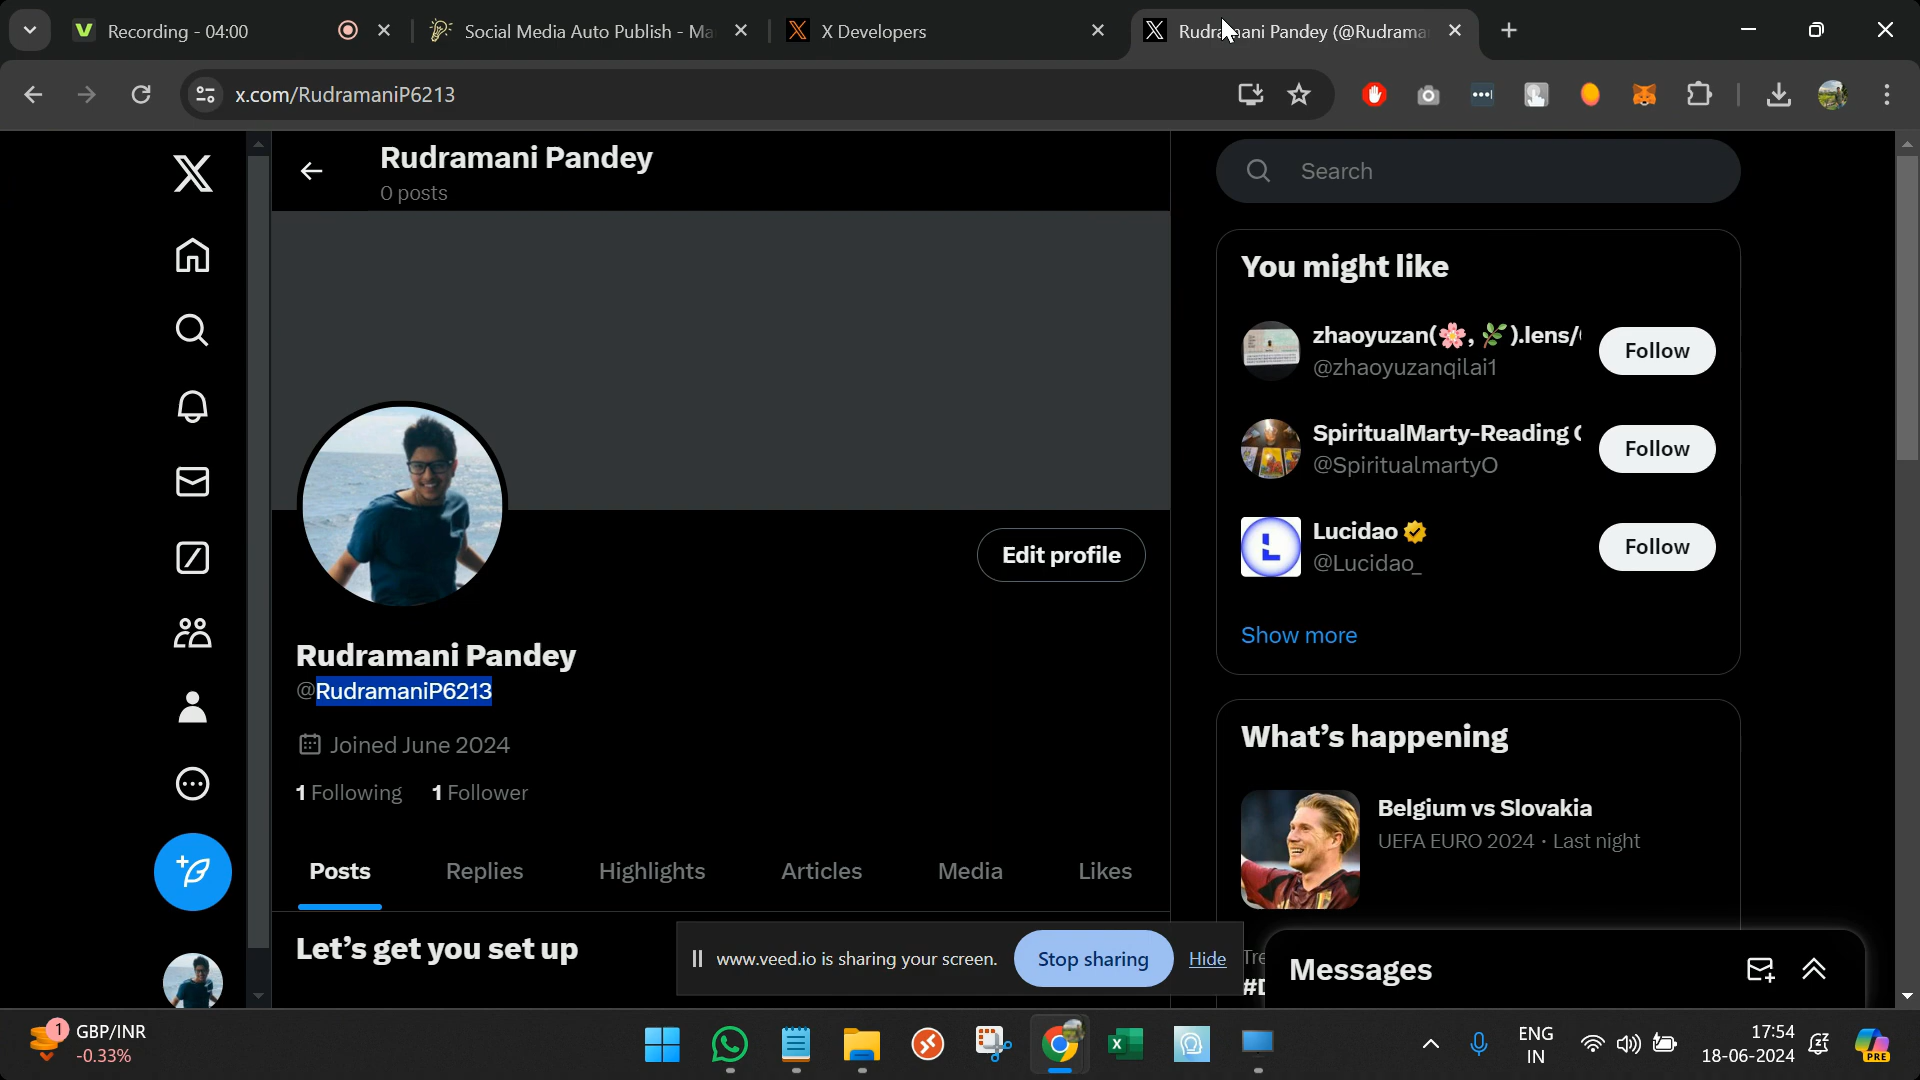 Recording - 04:00
Social Media Auto Publish - Ma
X Developers
Rudramani Pandey (@Rudrama
x.com/RudramaniP6213
Rudramani Pandey
0 posts
Edit profile
Rudramani Pandey
@RudramaniP6213
Joined June 2024
1 Following 1 Follower
Posts Replies Highlights Articles Media Likes
Let's get you set up
Search
You might like
zhaoyuzan(🌸, 🌿).lens/
@zhaoyuzanqilai1
Follow
SpiritualMarty-Reading
@SpiritualmartyO
Follow
Lucidao
@Lucidao_
Follow
Show more
What's happening
Belgium vs Slovakia
UEFA EURO 2024 · Last night
Tre
Messages
www.veed.io is sharing your screen. Stop sharing Hide
1
GBP/INR
-0.33%
ENG
IN
17:54
18-06-2024
PRE